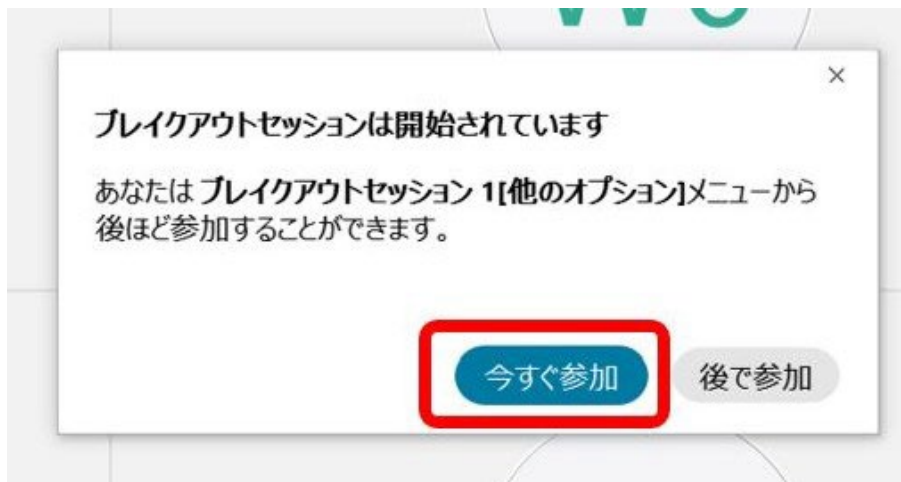 ブレイクアウトセッションは開始されています
あなたは ブレイクアウトセッション 1[他のオプション]メニューから
後ほど参加することができます。
今すぐ参加
後で参加